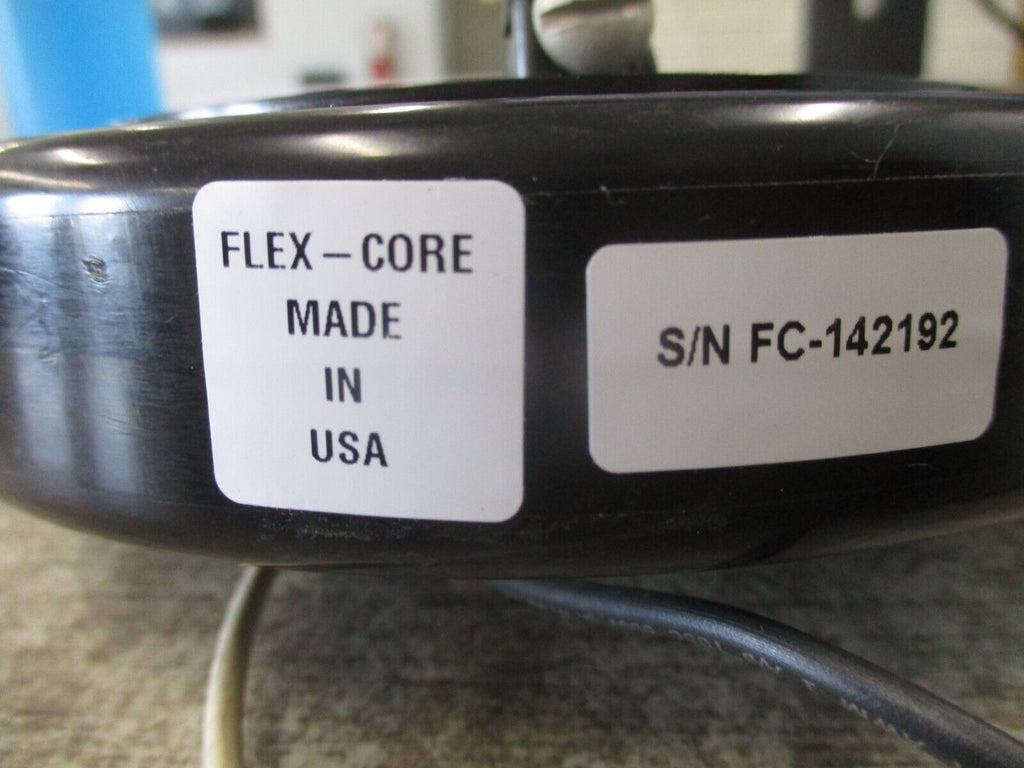 FLEX-CORE
MADE
IN
USA
S/N FC-142192